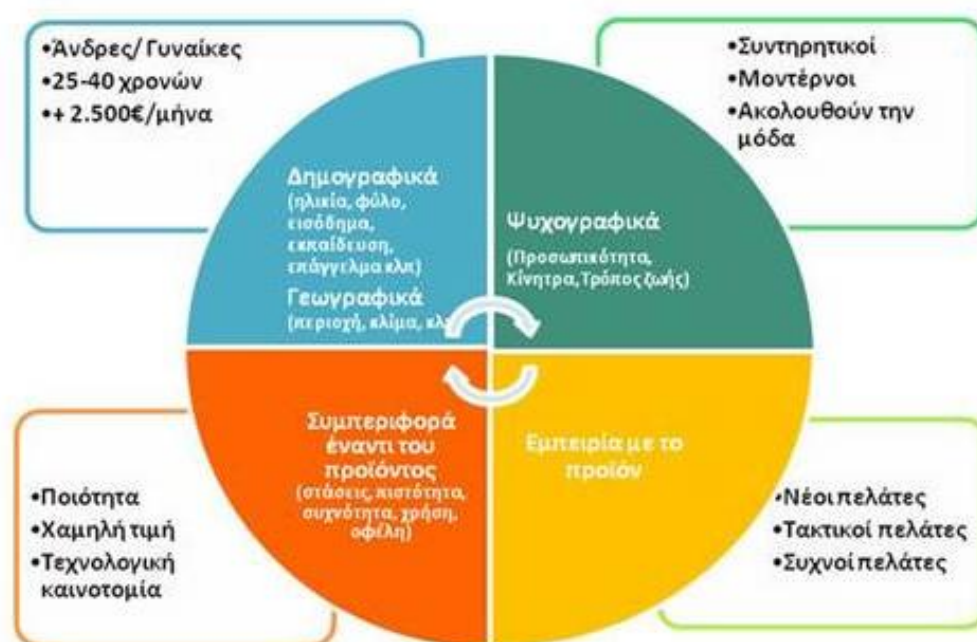 •Άνδρες/ Γυναίκες
•25-40 χρονών
•+ 2.500€/μήνα
•Συντηρητικοί
•Μοντέρνοι
•Ακολουθούν την
μόδα
Δημογραφικά
(ηλικία, φύλο,
εισόδημα,
εκπαίδευση,
επάγγελμα κλπ)
Γεωγραφικά
(περιοχή, κλίμα,
Ψυχογραφικά
(Προσωπικότητα,
Κίνητρα, Τρόπος ζωής)
Συμπεριφορά
έναντι του
προϊόντος
(στάσεις, πιστότητα,
συχνότητα, χρήση,
οφέλη)
Εμπειρία με το
προϊόν
•Ποιότητα
•Χαμηλή τιμή
•Τεχνολογική
καινοτομία
•Νέοι πελάτες
•Τακτικοί πελάτες
•Συχνοί πελάτες